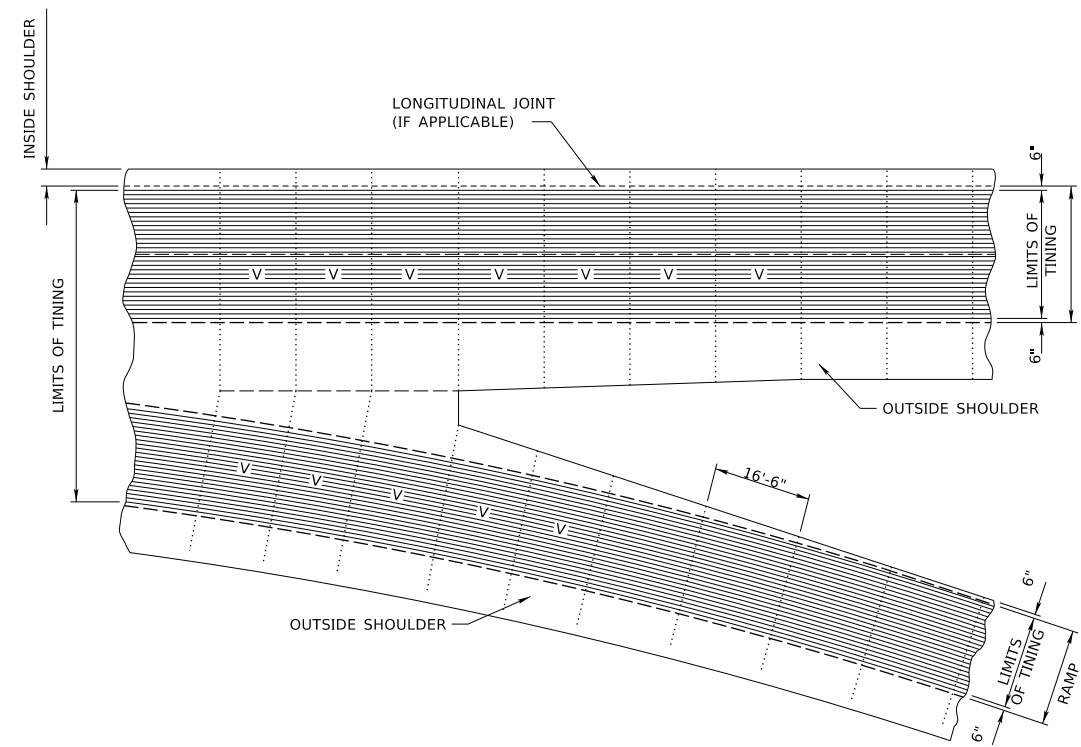 INSIDE SHOULDER
LONGITUDINAL JOINT
(IF APPLICABLE)
6"
LIMITS OF
TINING
6"
V V V V V V V
LIMITS OF TINING
OUTSIDE SHOULDER
16'-6"
V V V V V
OUTSIDE SHOULDER
6"
LIMITS
OF TINING
RAMP
6"